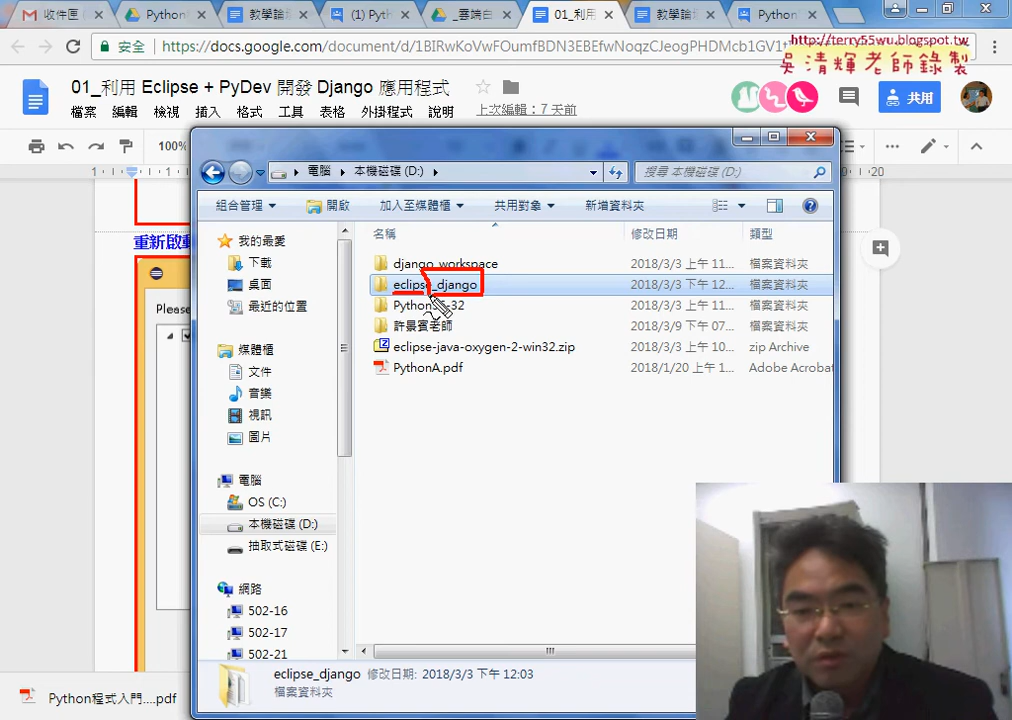 收件匣
Python
教學論
(1) Pyth
_雲端白
01_利用
教學論
Python
安全
https://docs.google.com/document/d/1BIRwKoVwFOumfBDN3EBEfwNoqzCJeogPHDMcb1GV1
http://terry55wu.blogspot.tw
吳清輝老師錄製
01_利用 Eclipse + PyDev 開發 Django 應用程式
檔案 編輯 檢視 插入 格式 工具 表格 外掛程式 說明 上次編輯：7 天前
共用
100%
電腦 本機磁碟 (D:)
搜尋 本機磁碟 (D:)
組合管理 開啟 加入至媒體櫃 共用對象 新增資料夾
名稱 修改日期 類型
django_workspace 2018/3/3 上午 11... 檔案資料夾
eclipse_django 2018/3/3 下午 12... 檔案資料夾
2018/3/3 上午 11... 檔案資料夾
許景賓老師 2018/3/9 下午 07... 檔案資料夾
eclipse-java-oxygen-2-win32.zip 2018/3/3 上午 10... zip Archive
PythonA.pdf 2018/1/20 上午 1... Adobe Acrobat
我的最愛
下載
桌面
最近的位置
媒體櫃
文件
音樂
視訊
圖片
電腦
OS (C:)
本機磁碟 (D:)
抽取式磁碟 (E:)
網路
502-16
502-17
502-21
重新啟動
Please
eclipse_django 修改日期: 2018/3/3 下午 12:03
檔案資料夾
Python程式入門....pdf